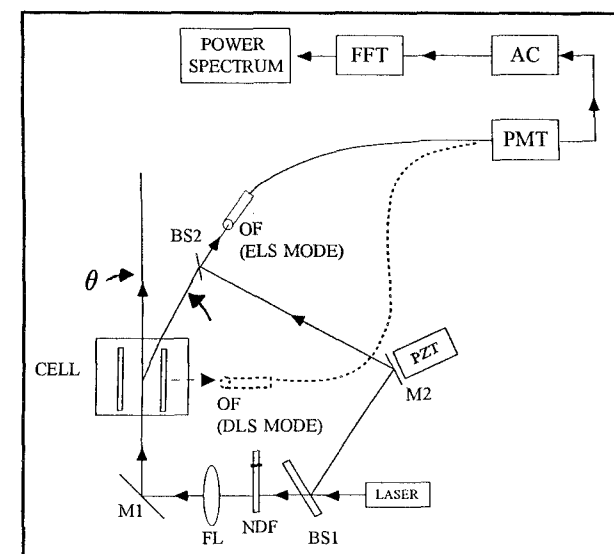 POWER
SPECTRUM
FFT
AC
PMT
BS2
OF
(ELS MODE)
θ
CELL
OF
(DLS MODE)
PZT
M2
M1
FL
NDF
BS1
LASER